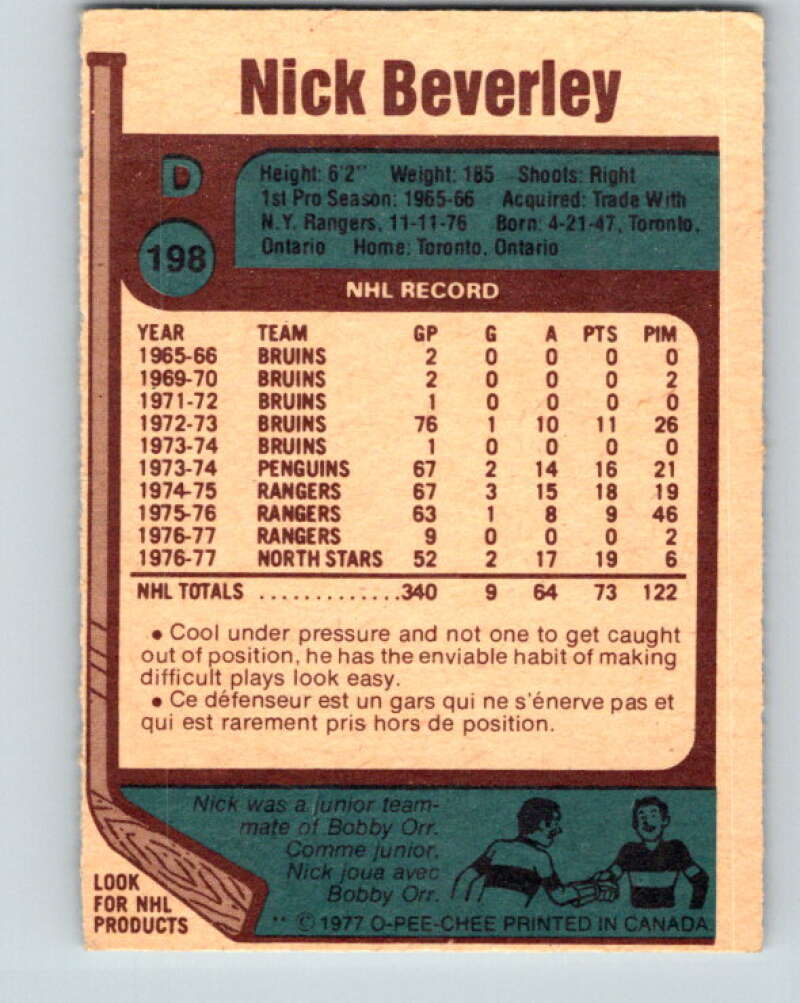 Nick Beverley
D
198
Height: 6'2" Weight: 185 Shoots: Right
1st Pro Season: 1965-66 Acquired: Trade With
N.Y. Rangers, 11-11-76 Born: 4-21-47, Toronto,
Ontario Home: Toronto, Ontario
NHL RECORD
YEAR TEAM GP G A PTS PIM
1965-66 BRUINS 2 0 0 0 0
1969-70 BRUINS 2 0 0 0 2
1971-72 BRUINS 1 0 0 0 0
1972-73 BRUINS 76 1 10 11 26
1973-74 BRUINS 1 0 0 0 0
1973-74 PENGUINS 67 2 14 16 21
1974-75 RANGERS 67 3 15 18 19
1975-76 RANGERS 63 1 8 9 46
1976-77 RANGERS 9 0 0 0 2
1976-77 NORTH STARS 52 2 17 19 6
NHL TOTALS .............340 9 64 73 122
• Cool under pressure and not one to get caught
out of position, he has the enviable habit of making
difficult plays look easy.
• Ce défenseur est un gars qui ne s'énerve pas et
qui est rarement pris hors de position.
Nick was a junior team-
mate of Bobby Orr.
Comme junior,
Nick joua avec
Bobby Orr.
LOOK
FOR NHL
PRODUCTS
** © 1977 O-PEE-CHEE PRINTED IN CANADA